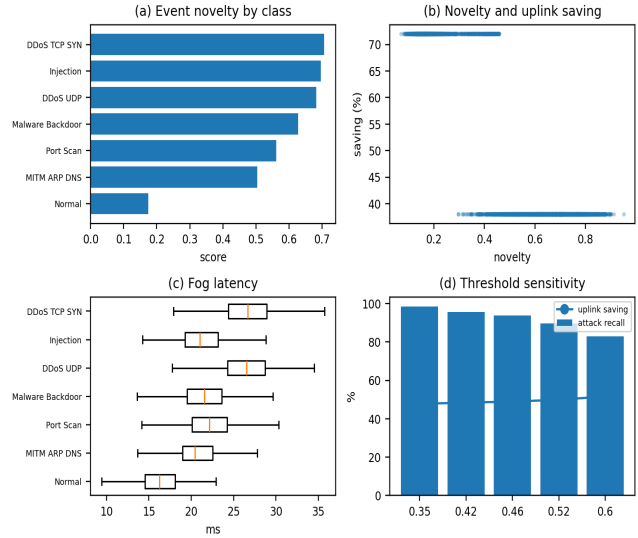 (a) Event novelty by class
DDoS TCP SYN
Injection
DDoS UDP
Malware Backdoor
Port Scan
MITM ARP DNS
Normal
0.0 0.1 0.2 0.3 0.4 0.5 0.6 0.7
score
(b) Novelty and uplink saving
saving (%)
70
65
60
55
50
45
40
0.2 0.4 0.6 0.8
novelty
(c) Fog latency
DDoS TCP SYN
Injection
DDoS UDP
Malware Backdoor
Port Scan
MITM ARP DNS
Normal
10 15 20 25 30 35
ms
(d) Threshold sensitivity
%
100
80
60
40
20
0
uplink saving
attack recall
0.35 0.42 0.46 0.52 0.6